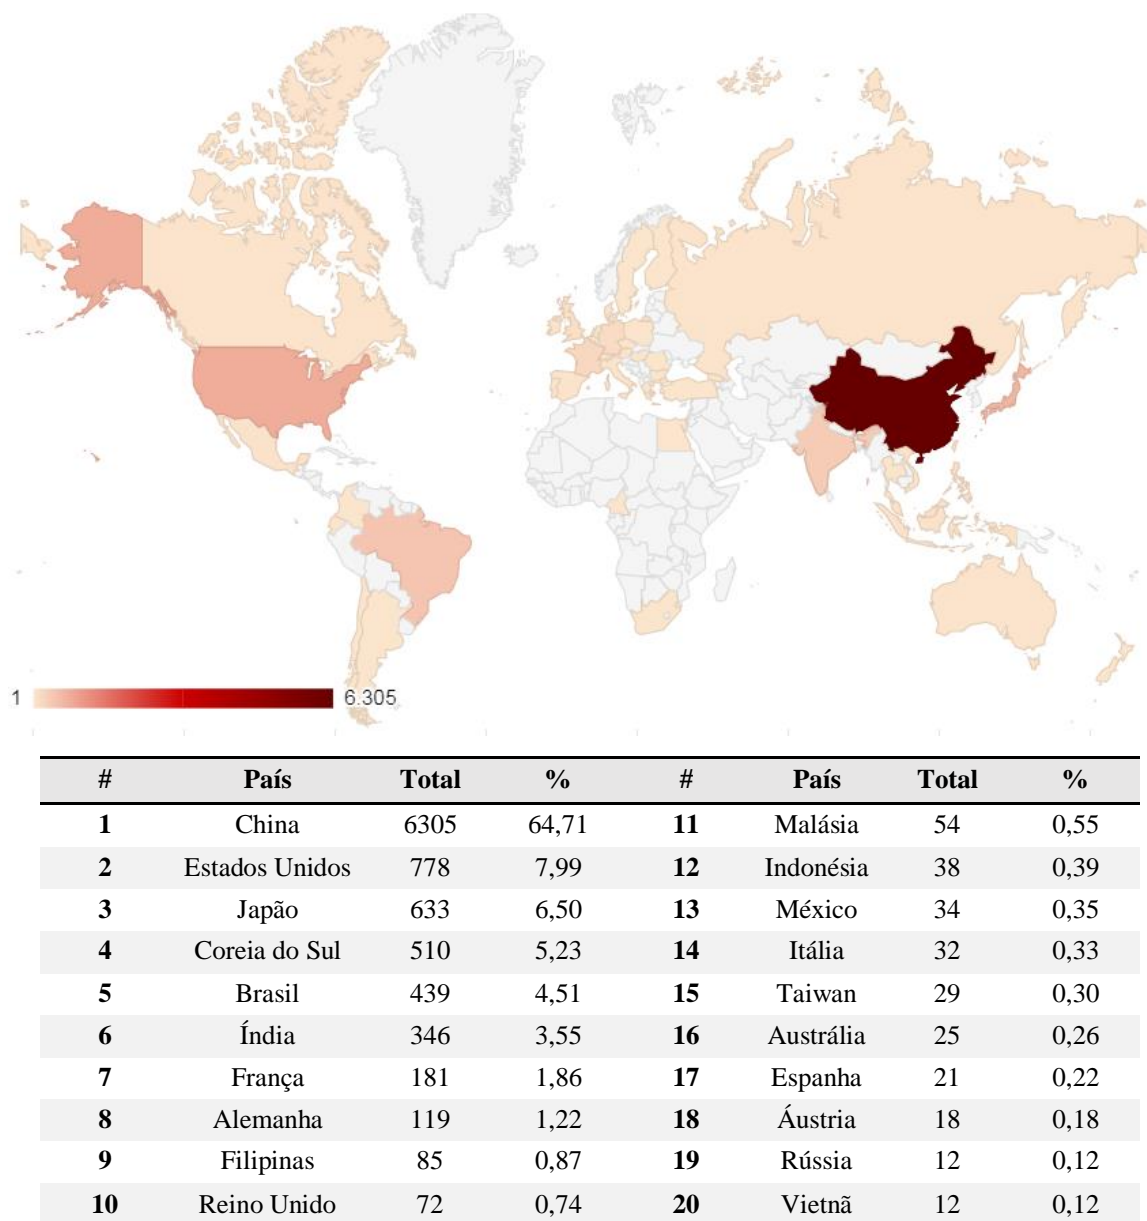 1 6.305
# País Total % # País Total %
1 China 6305 64,71 11 Malásia 54 0,55
2 Estados Unidos 778 7,99 12 Indonésia 38 0,39
3 Japão 633 6,50 13 México 34 0,35
4 Coreia do Sul 510 5,23 14 Itália 32 0,33
5 Brasil 439 4,51 15 Taiwan 29 0,30
6 Índia 346 3,55 16 Austrália 25 0,26
7 França 181 1,86 17 Espanha 21 0,22
8 Alemanha 119 1,22 18 Áustria 18 0,18
9 Filipinas 85 0,87 19 Rússia 12 0,12
10 Reino Unido 72 0,74 20 Vietnã 12 0,12